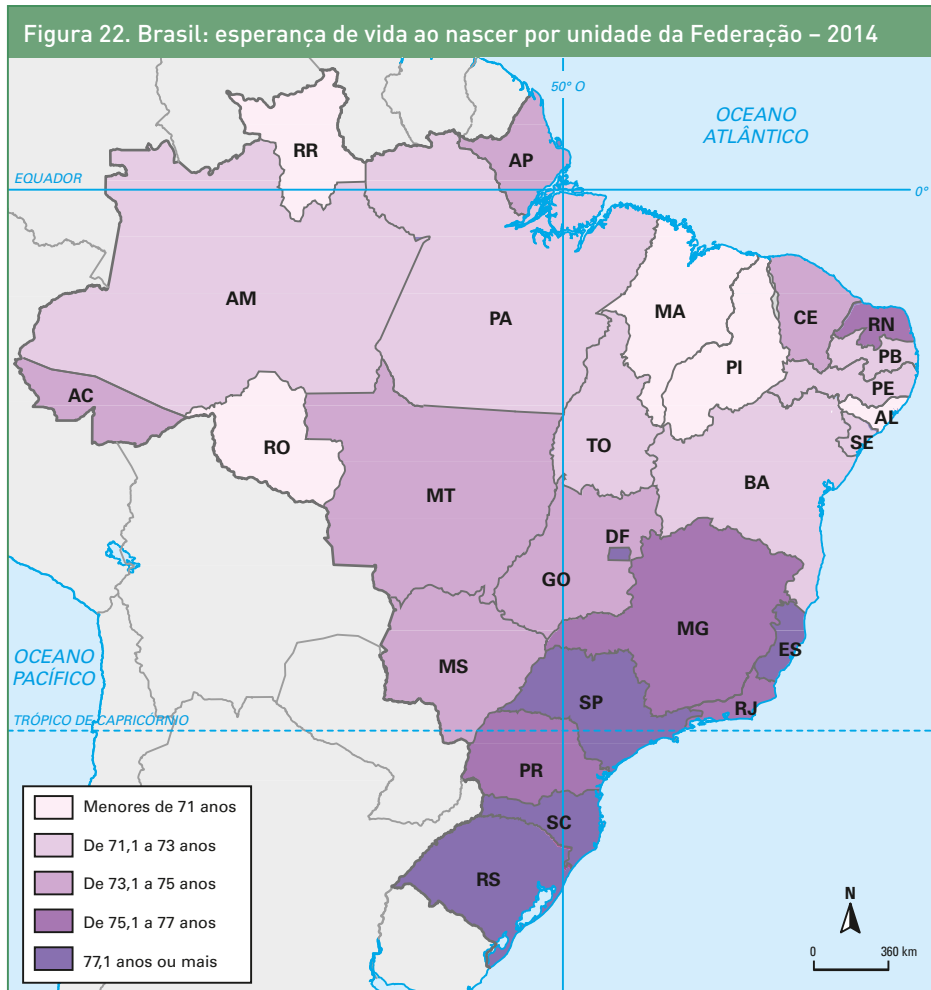 Figura 22. Brasil: esperança de vida ao nascer por unidade da Federação – 2014
50° O
OCEANO
ATLÂNTICO
RR
AP
EQUADOR
0°
AM
PA
MA
CE
RN
PB
PI
PE
AC
AL
RO
TO
SE
BA
MT
DF
GO
MG
ES
OCEANO
PACÍFICO
MS
SP
RJ
TRÓPICO DE CAPRICÓRNIO
PR
SC
RS
Menores de 71 anos
De 71,1 a 73 anos
De 73,1 a 75 anos
De 75,1 a 77 anos
77,1 anos ou mais
N
0 360 km